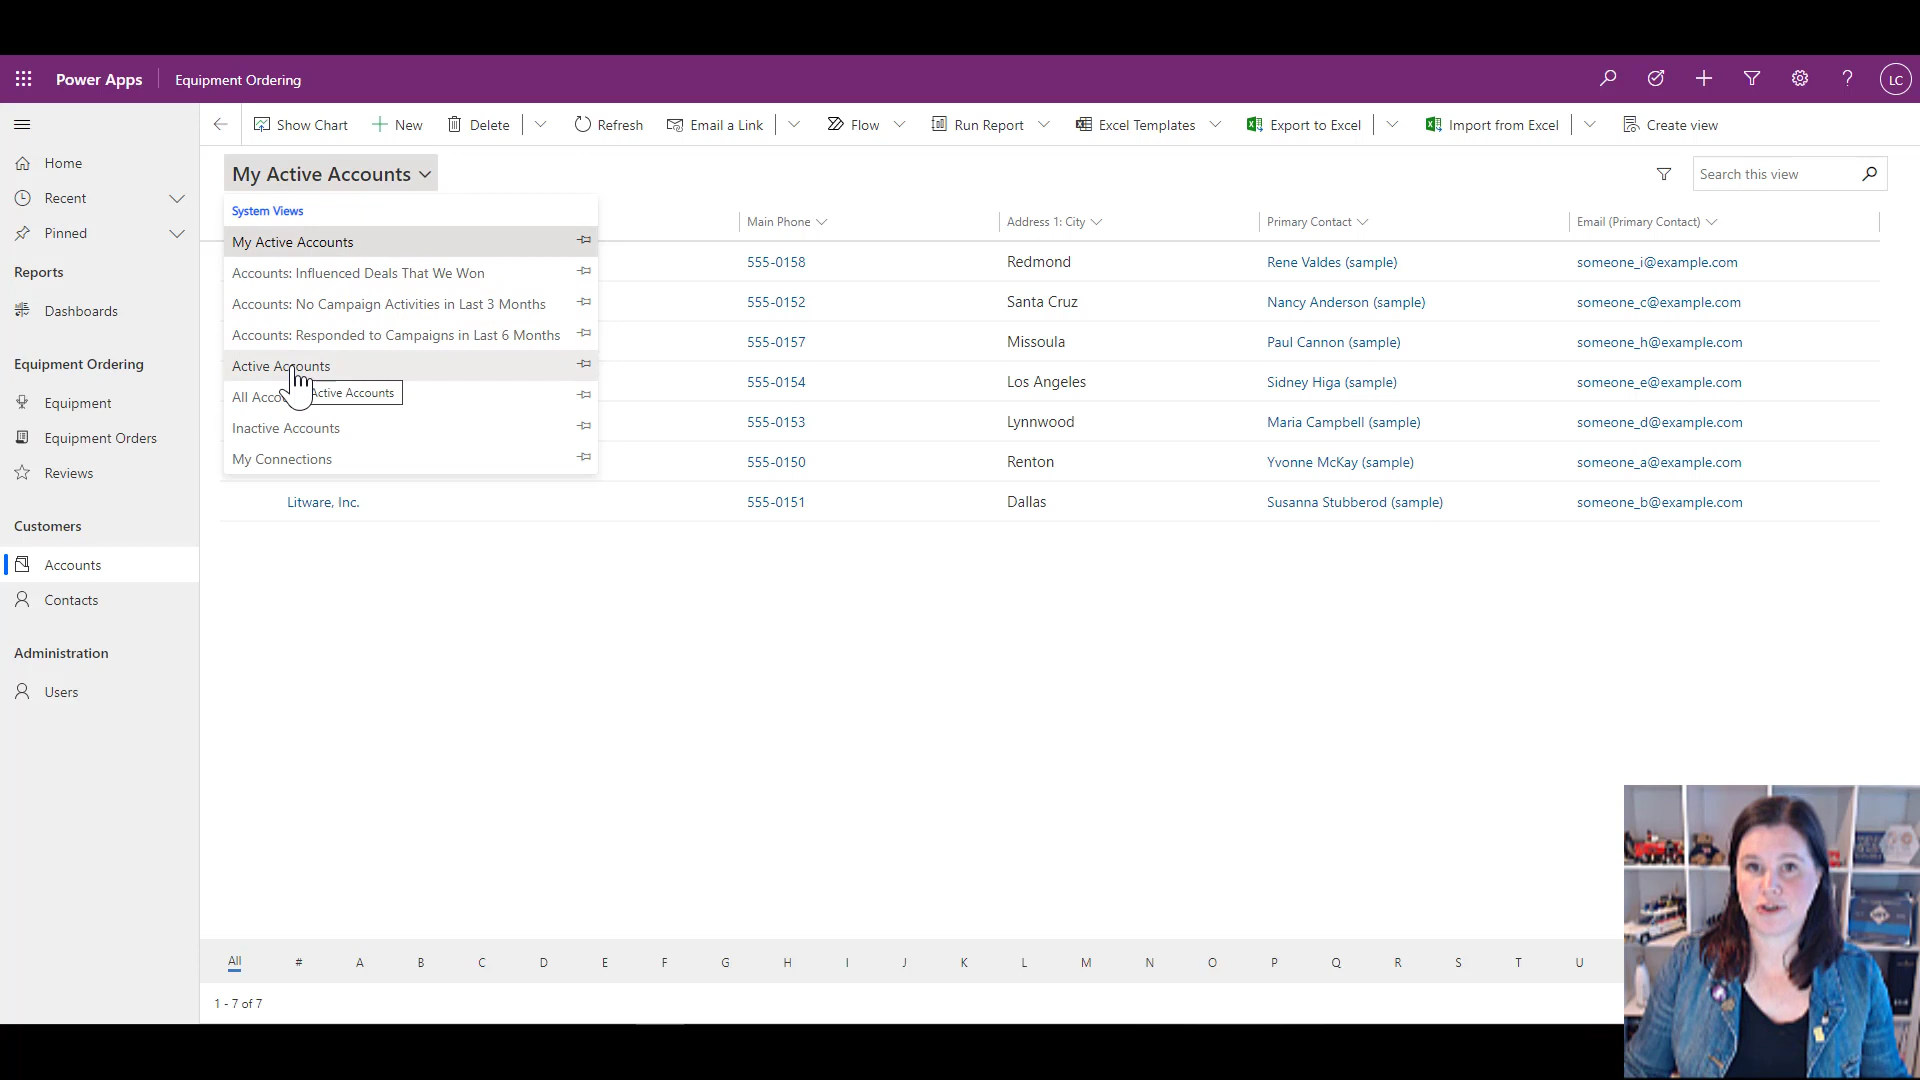 Power Apps
Equipment Ordering
LC
Show Chart
New
Delete
Refresh
Email a Link
Flow
Run Report
Excel Templates
Export to Excel
Import from Excel
Create view
Home
Recent
Pinned
Reports
Dashboards
Equipment Ordering
Equipment
Equipment Orders
Reviews
Customers
Accounts
Contacts
Administration
Users
My Active Accounts
Search this view
System Views
My Active Accounts
Accounts: Influenced Deals That We Won
Accounts: No Campaign Activities in Last 3 Months
Accounts: Responded to Campaigns in Last 6 Months
Active Accounts
Active Accounts
All Acco
Inactive Accounts
My Connections
Main Phone Address 1: City Primary Contact Email (Primary Contact)
555-0158 Redmond Rene Valdes (sample) someone_i@example.com
555-0152 Santa Cruz Nancy Anderson (sample) someone_c@example.com
555-0157 Missoula Paul Cannon (sample) someone_h@example.com
555-0154 Los Angeles Sidney Higa (sample) someone_e@example.com
555-0153 Lynnwood Maria Campbell (sample) someone_d@example.com
555-0150 Renton Yvonne McKay (sample) someone_a@example.com
Litware, Inc. 555-0151 Dallas Susanna Stubberod (sample) someone_b@example.com
All # A B C D E F G H I J K L M N O P Q R S T U
1 - 7 of 7